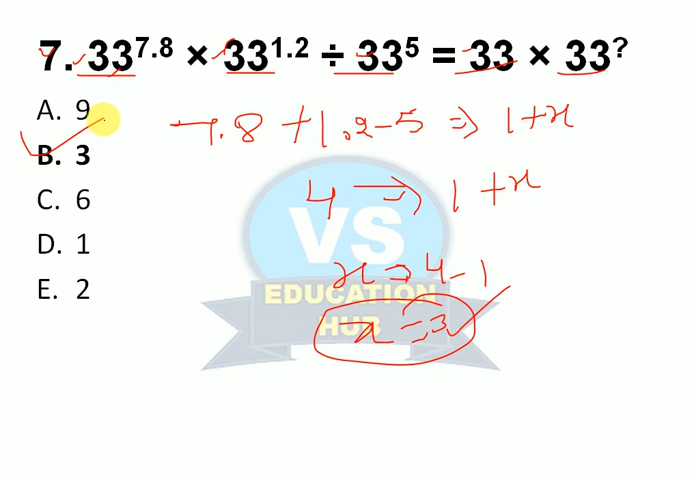 7. 33^7.8 × 33^1.2 ÷ 33^5 = 33 × 33^?
A. 9
B. 3
C. 6
D. 1
E. 2
7.8 + 1.2 - 5 => 1 + x
4 => 1 + x
x => 4 - 1
x = 3
VS
EDUCATION
HUB